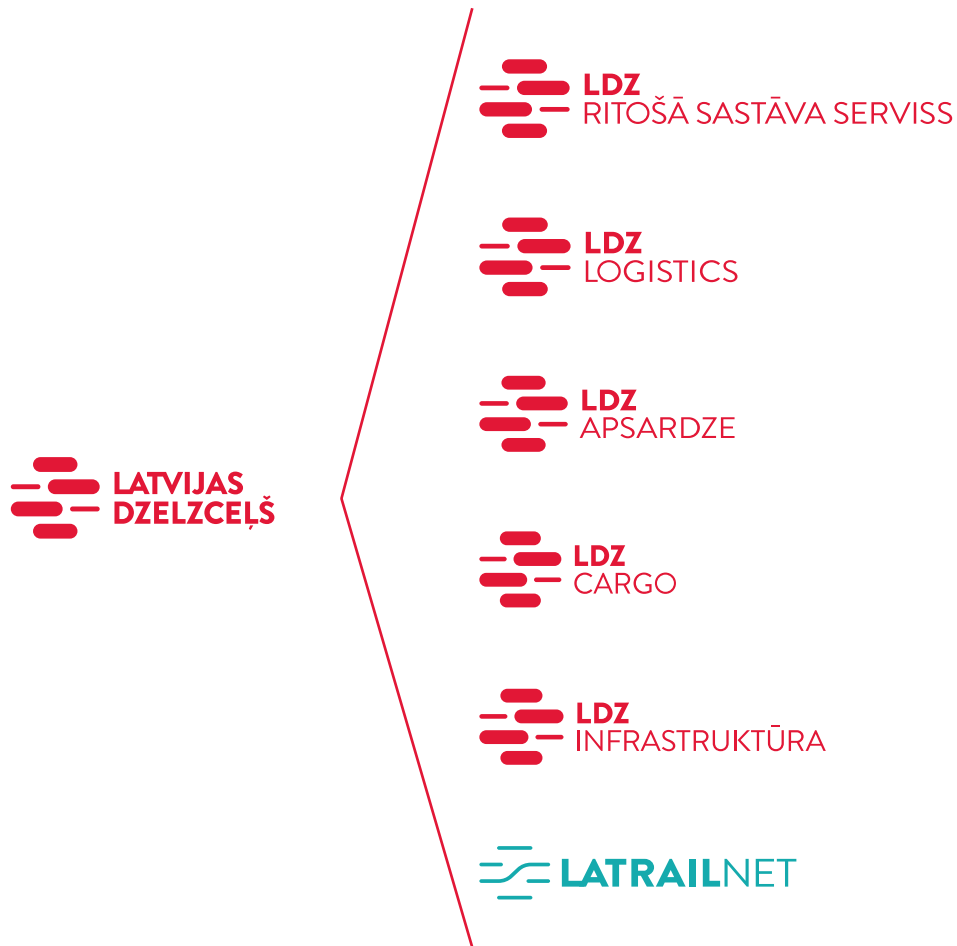 LATVIJAS
DZELZCEĻŠ
LDZ
RITOŠĀ SASTĀVA SERVISS
LDZ
LOGISTICS
LDZ
APSARDZE
LDZ
CARGO
LDZ
INFRASTRUKTŪRA
LATRAILNET